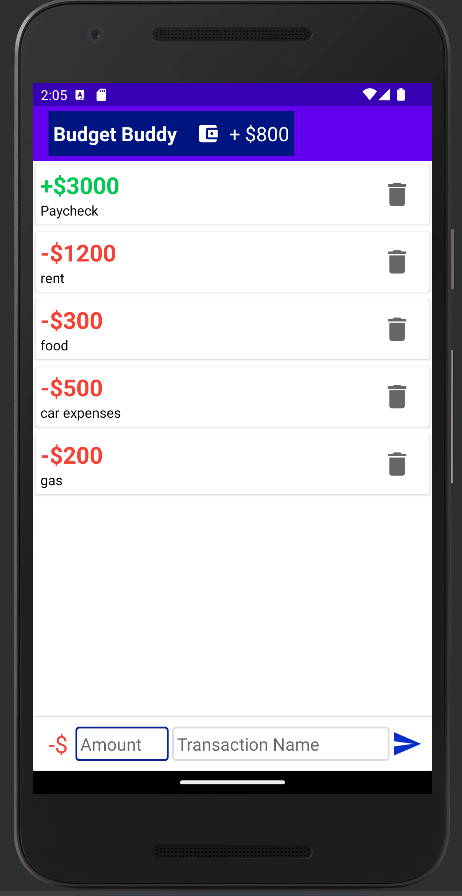 2:05
Budget Buddy + $800
+$3000
Paycheck
-$1200
rent
-$300
food
-$500
car expenses
-$200
gas
-$ Amount Transaction Name